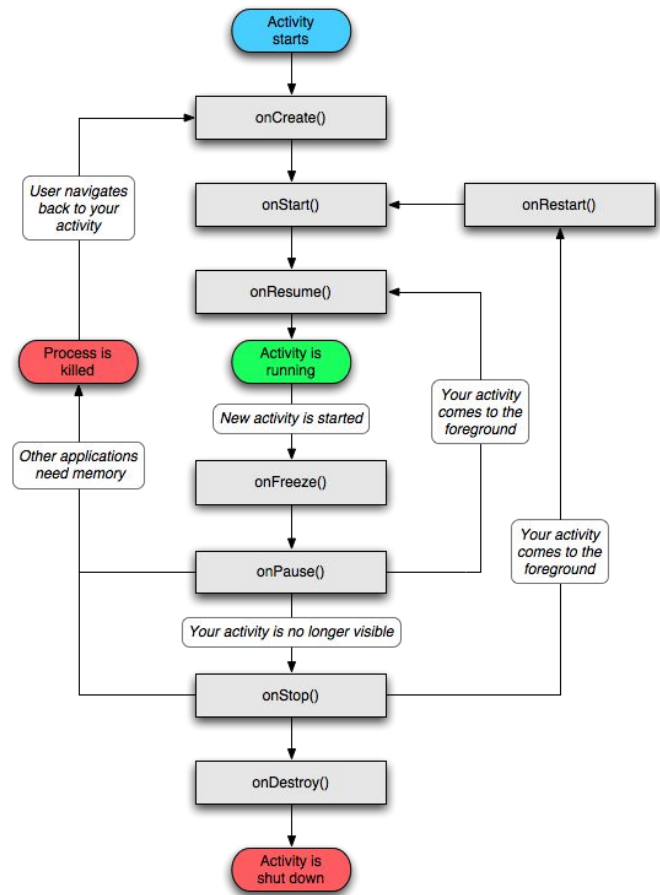 Activity
starts
onCreate()
User navigates
back to your
activity
onStart()
onRestart()
onResume()
Process is
killed
Activity is
running
Your activity
comes to the
foreground
New activity is started
Other applications
need memory
onFreeze()
Your activity
comes to the
foreground
onPause()
Your activity is no longer visible
onStop()
onDestroy()
Activity is
shut down